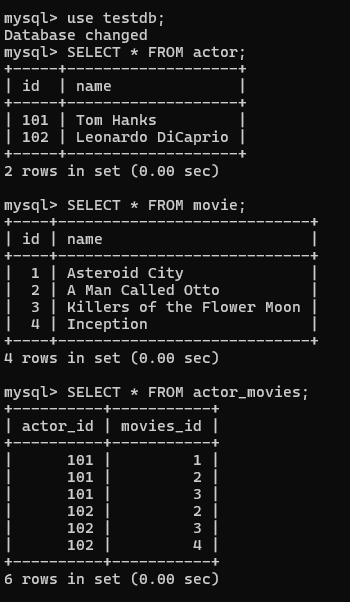 mysql> use testdb;
Database changed
mysql> SELECT * FROM actor;
+-----+-------------------+
| id  | name              |
+-----+-------------------+
| 101 | Tom Hanks         |
| 102 | Leonardo DiCaprio |
+-----+-------------------+
2 rows in set (0.00 sec)

mysql> SELECT * FROM movie;
+----+----------------------------+
| id | name                       |
+----+----------------------------+
|  1 | Asteroid City              |
|  2 | A Man Called Otto          |
|  3 | Killers of the Flower Moon |
|  4 | Inception                  |
+----+----------------------------+
4 rows in set (0.00 sec)

mysql> SELECT * FROM actor_movies;
+----------+-----------+
| actor_id | movies_id |
+----------+-----------+
|      101 |         1 |
|      101 |         2 |
|      101 |         3 |
|      102 |         2 |
|      102 |         3 |
|      102 |         4 |
+----------+-----------+
6 rows in set (0.00 sec)